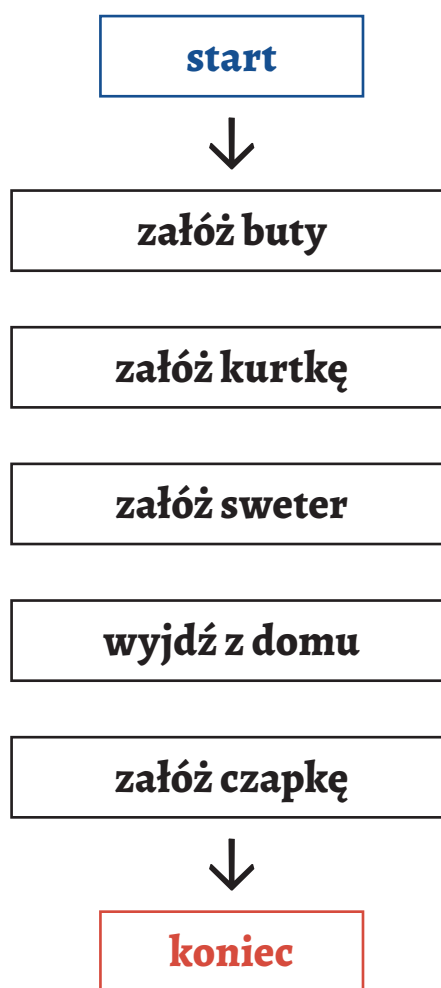 start
załóż buty
załóż kurtkę
załóż sweter
wyjdź z domu
załóż czapkę
koniec